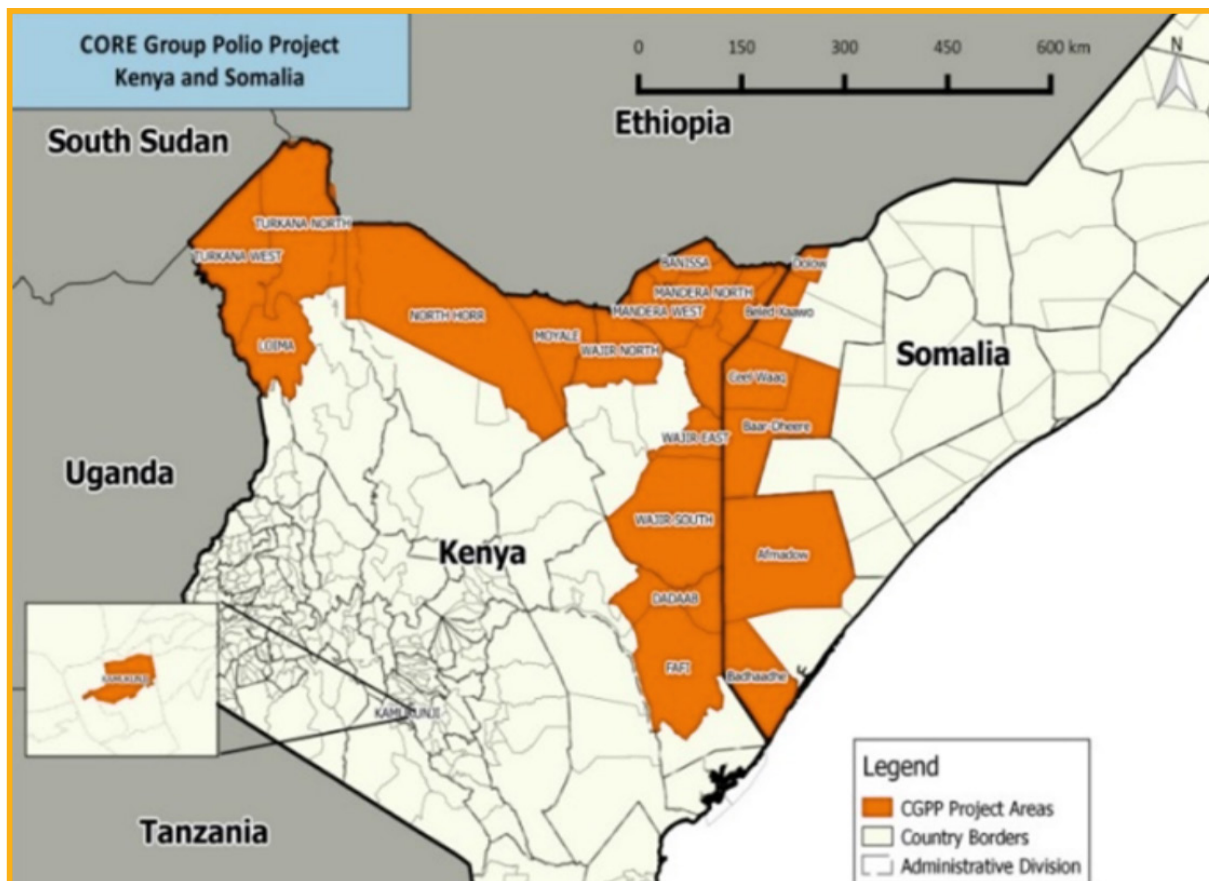 CORE Group Polio Project
Kenya and Somalia
0 150 300 450 600 km
N
South Sudan
Ethiopia
TURKANA NORTH
TURKANA WEST
BANISSA
Dolow
MANDERA NORTH
MANDERA WEST
Beled Xaawo
NORTH HORR
MOYALE
WAJIR NORTH
LOIMA
Somalia
Ceel Waaq
Baar-Dheere
WAJIR EAST
Uganda
WAJIR SOUTH
Kenya
Afmadow
DADAAB
FAFI
Badhaadhe
KAMUKUNJI
KAMUKUNJI
Tanzania
Legend
CGPP Project Areas
Country Borders
Administrative Division